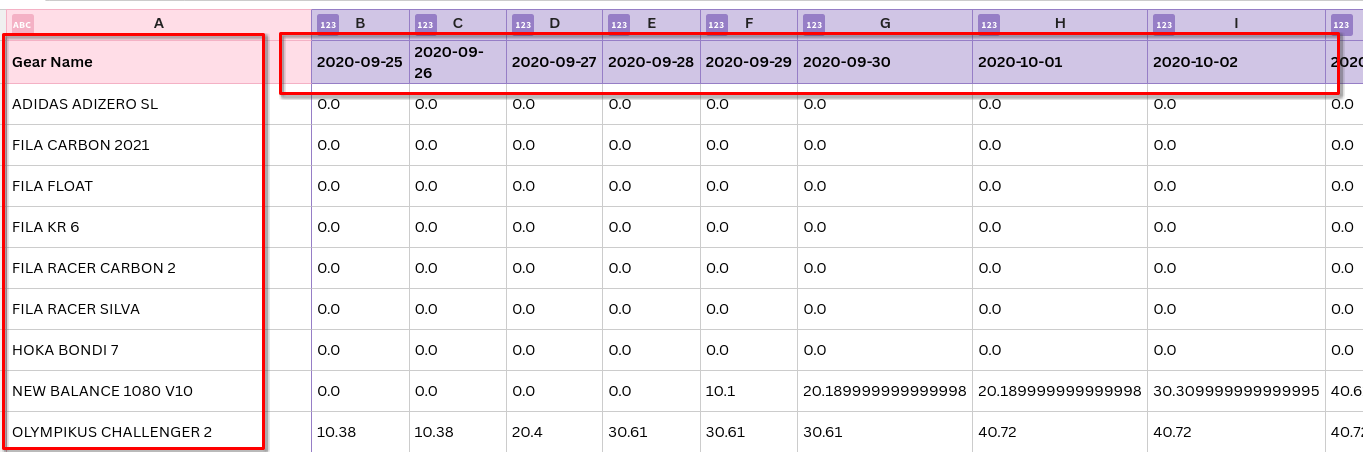 ABC A 123 B 123 C 123 D 123 E 123 F 123 G 123 H 123 I 123
Gear Name 2020-09-25 2020-09-26 2020-09-27 2020-09-28 2020-09-29 2020-09-30 2020-10-01 2020-10-02 2020
ADIDAS ADIZERO SL 0.0 0.0 0.0 0.0 0.0 0.0 0.0 0.0 0.0
FILA CARBON 2021 0.0 0.0 0.0 0.0 0.0 0.0 0.0 0.0 0.0
FILA FLOAT 0.0 0.0 0.0 0.0 0.0 0.0 0.0 0.0 0.0
FILA KR 6 0.0 0.0 0.0 0.0 0.0 0.0 0.0 0.0 0.0
FILA RACER CARBON 2 0.0 0.0 0.0 0.0 0.0 0.0 0.0 0.0 0.0
FILA RACER SILVA 0.0 0.0 0.0 0.0 0.0 0.0 0.0 0.0 0.0
HOKA BONDI 7 0.0 0.0 0.0 0.0 0.0 0.0 0.0 0.0 0.0
NEW BALANCE 1080 V10 0.0 0.0 0.0 0.0 10.1 20.189999999999998 20.189999999999998 30.309999999999995 40.6
OLYMPIKUS CHALLENGER 2 10.38 10.38 20.4 30.61 30.61 30.61 40.72 40.72 40.72